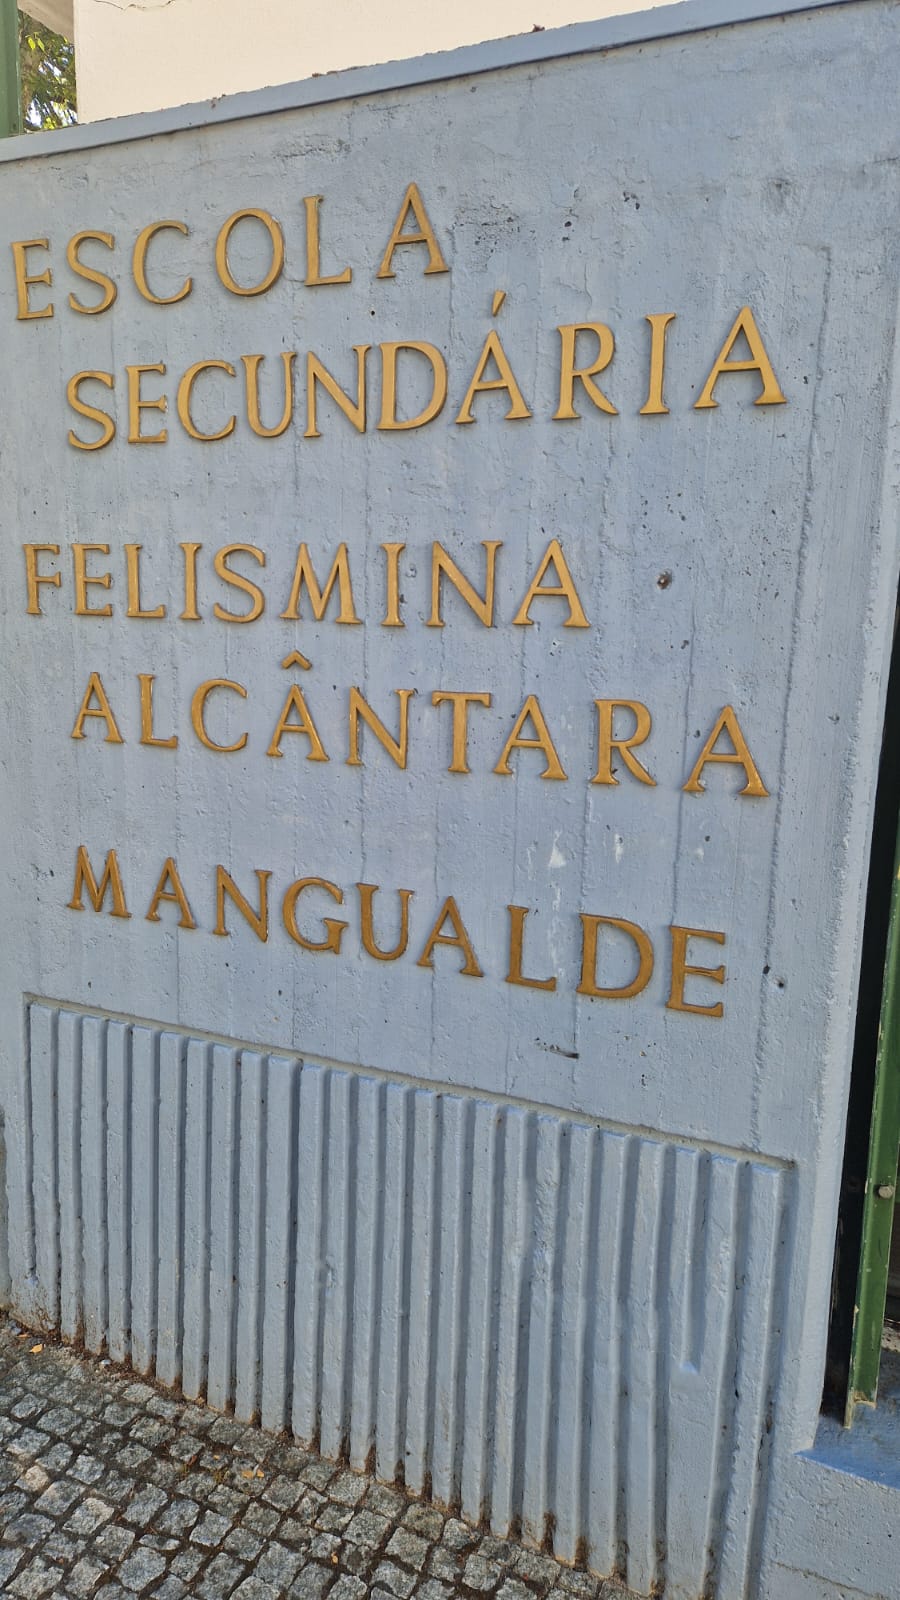 ESCOLA
SECUNDÁRIA
FELISMINA
ALCÂNTARA
MANGUALDE